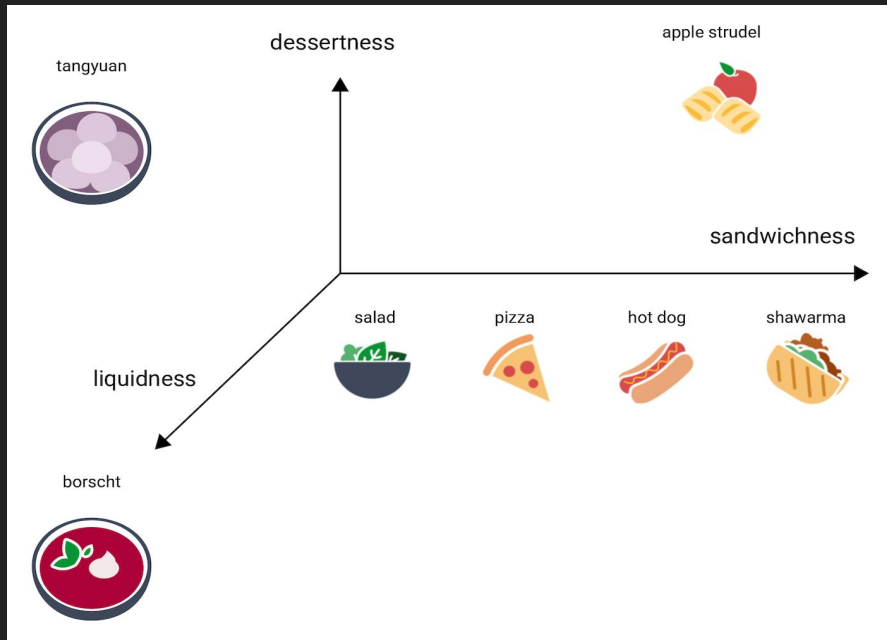 dessertness
apple strudel
tangyuan
sandwichness
salad
pizza
hot dog
shawarma
liquidness
borscht